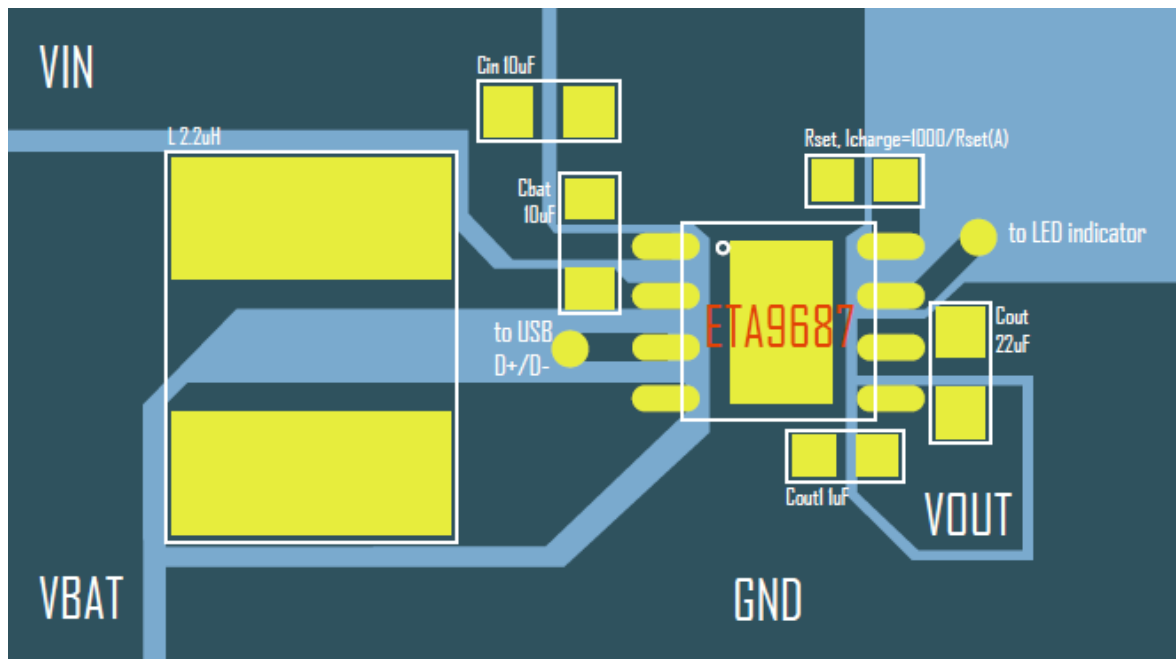 VIN
Cin 10uF
L 2.2uH
Rset, Icharge=1000/Rset(A)
Cbat
10uF
to LED indicator
to USB
D+/D-
ETA9687
Cout
22uF
Cout1 1uF
VOUT
VBAT
GND